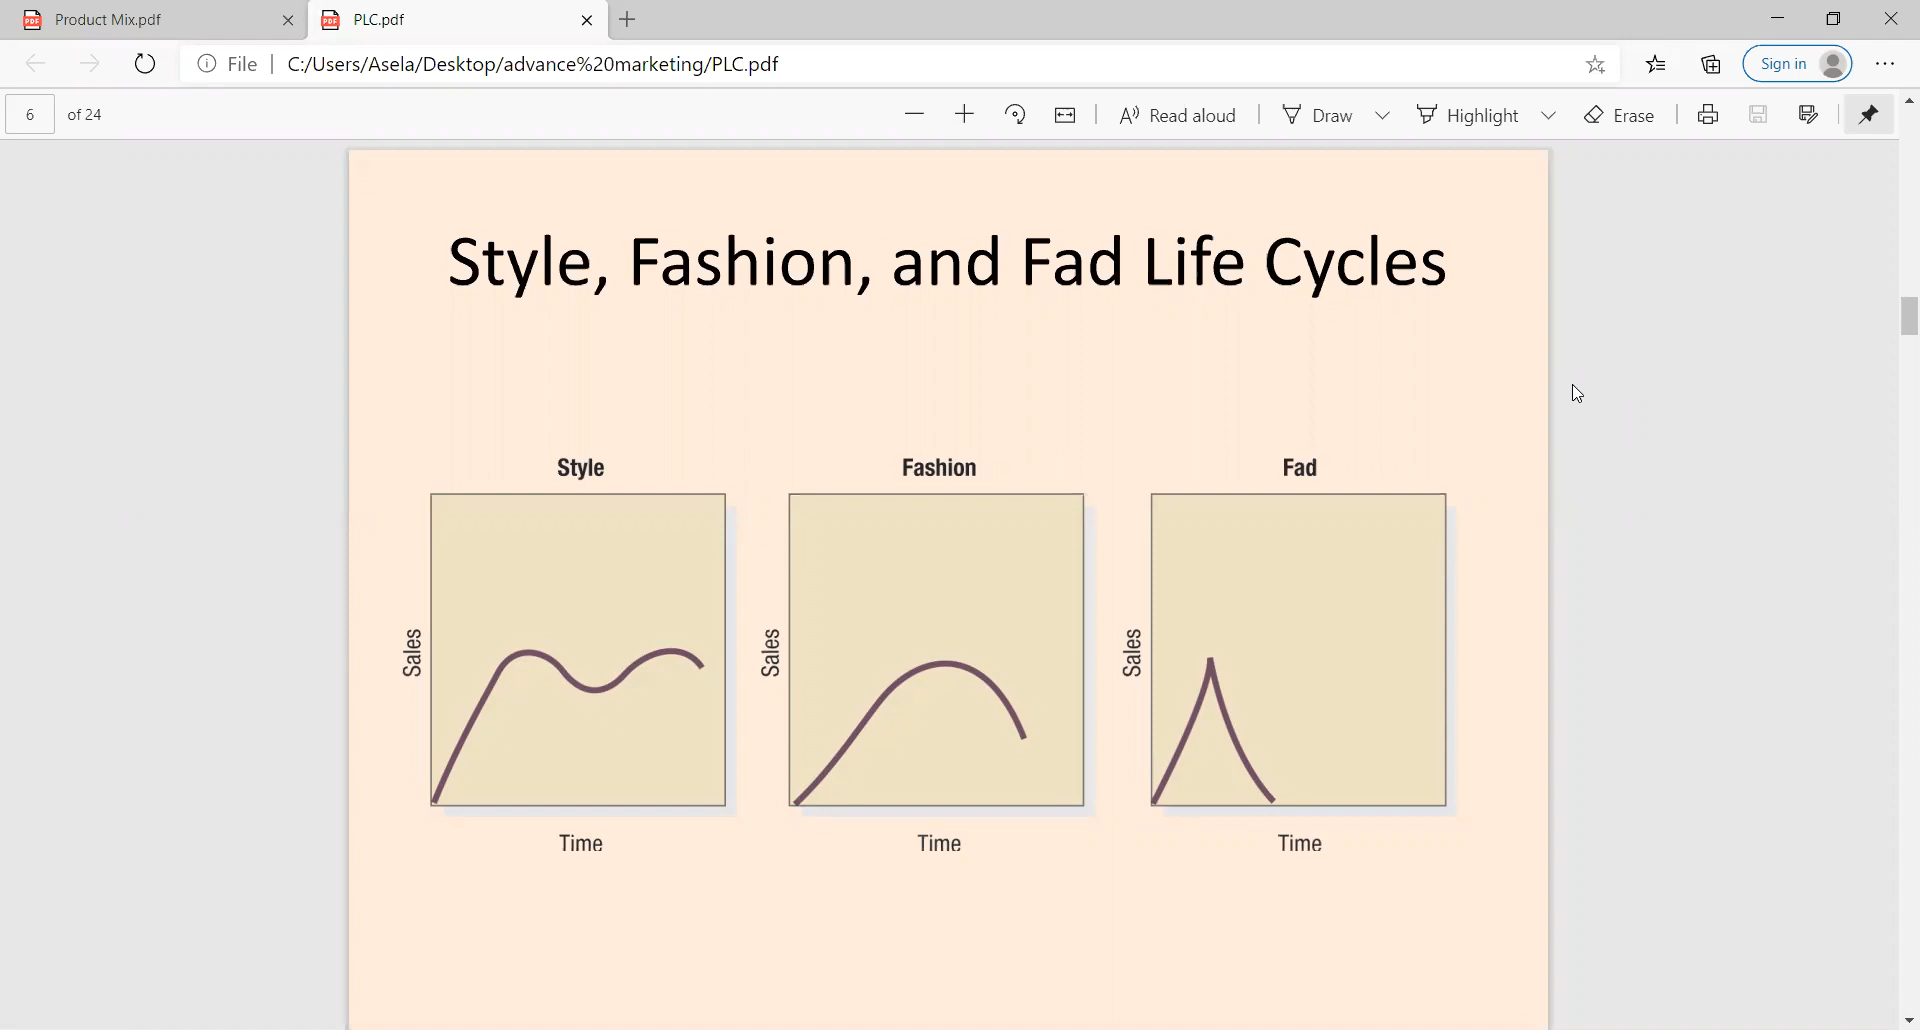 Product Mix.pdf
PLC.pdf
File | C:/Users/Asela/Desktop/advance%20marketing/PLC.pdf
Sign in
6 of 24
Read aloud
Draw
Highlight
Erase
Style, Fashion, and Fad Life Cycles
Style
Sales
Time
Fashion
Sales
Time
Fad
Sales
Time